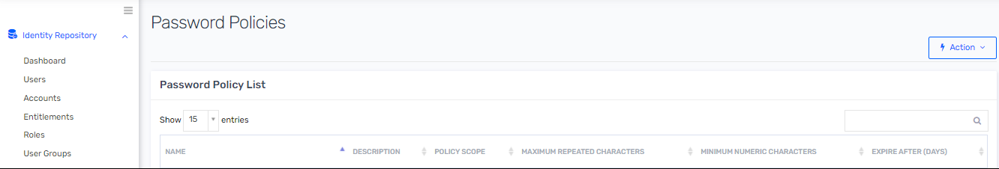 Password Policies
Identity Repository
Action
Dashboard
Users
Accounts
Entitlements
Roles
User Groups
Password Policy List
Show 15 entries
NAME DESCRIPTION POLICY SCOPE MAXIMUM REPEATED CHARACTERS MINIMUM NUMERIC CHARACTERS EXPIRE AFTER (DAYS)